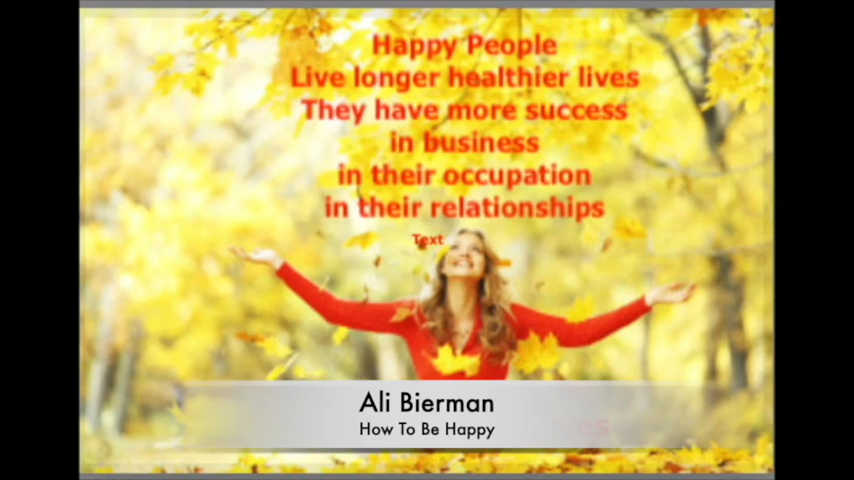 Happy People
Live longer healthier lives
They have more success
in business
in their occupation
in their relationships
Text
Ali Bierman
How To Be Happy